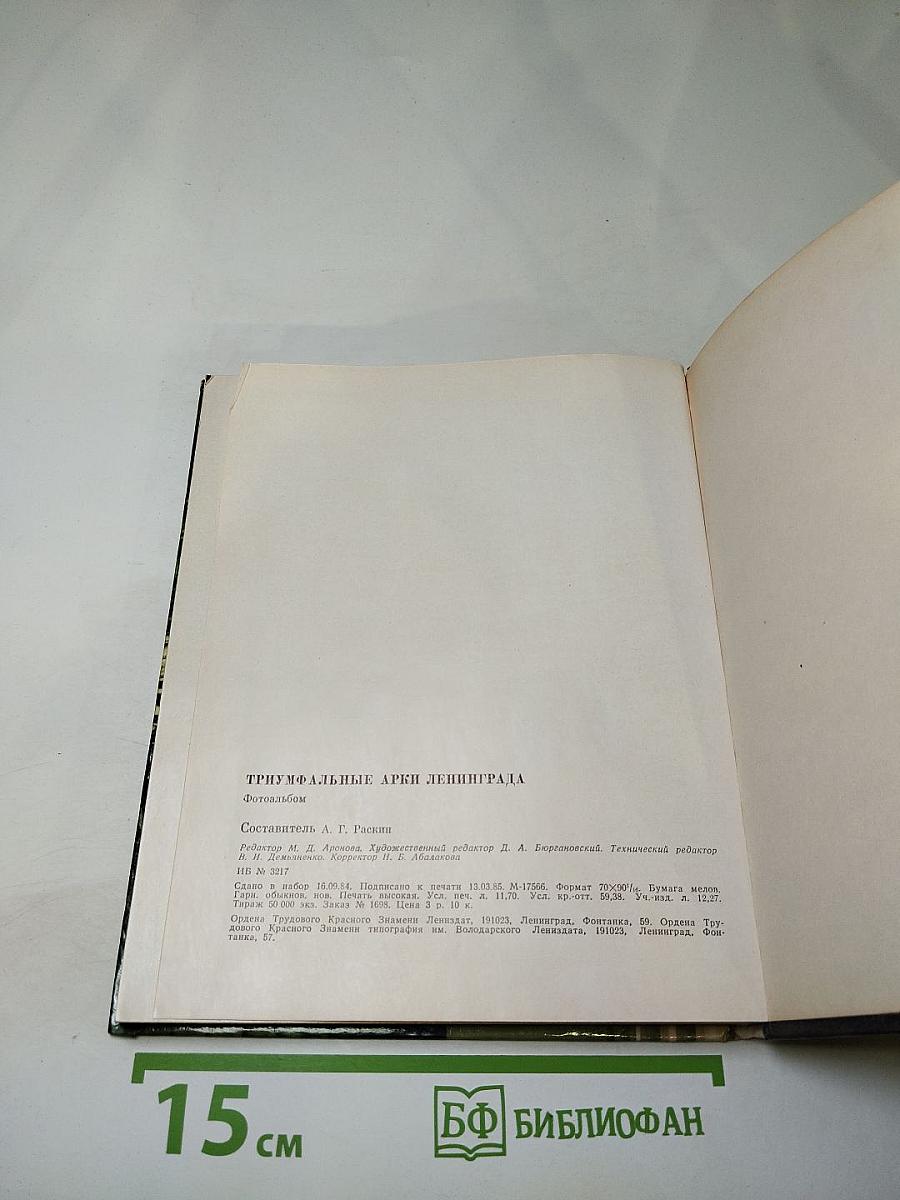 ТРИУМФАЛЬНЫЕ АРКИ ЛЕНИНГРАДА
Фотоальбом
Составитель А. Г. Раскин
Редактор М. Д. Аронова. Художественный редактор Д. А. Бюргановский. Технический редактор
В. И. Демьяненко. Корректор Н. Б. Абалакова
ИБ № 3217
Сдано в набор 16.09.84. Подписано к печати 13.03.85. М-17566. Формат 70×90¹/₁₆. Бумага мелов.
Гарн. обыкнов. нов. Печать высокая. Усл. печ. л. 11,70. Усл. кр.-отт. 59,38. Уч.-изд. л. 12,27.
Тираж 50 000 экз. Заказ № 1698. Цена 3 р. 10 к.
Ордена Трудового Красного Знамени Лениздат, 191023, Ленинград, Фонтанка, 59. Ордена Тру-
дового Красного Знамени типография им. Володарского Лениздата, 191023, Ленинград, Фон-
танка, 57.
15 см
БФ БИБЛИОФАН